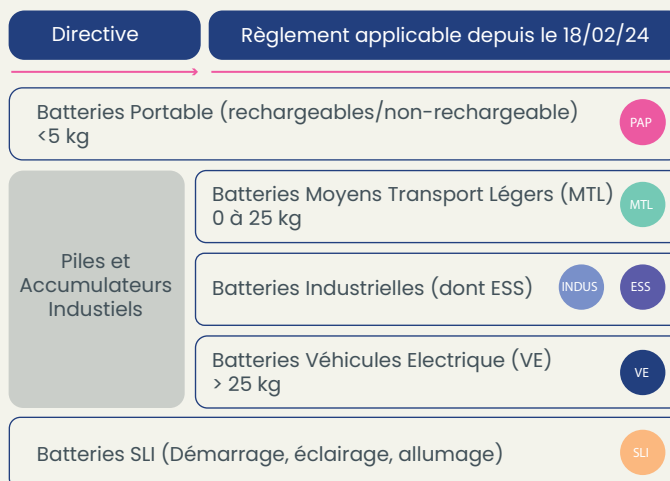 Directive
Règlement applicable depuis le 18/02/24
Batteries Portable (rechargeables/non-rechargeable)
<5 kg
PAP
Piles et
Accumulateurs
Industiels
Batteries Moyens Transport Légers (MTL)
0 à 25 kg
MTL
Batteries Industrielles (dont ESS)
INDUS
ESS
Batteries Véhicules Electrique (VE)
> 25 kg
VE
Batteries SLI (Démarrage, éclairage, allumage)
SLI